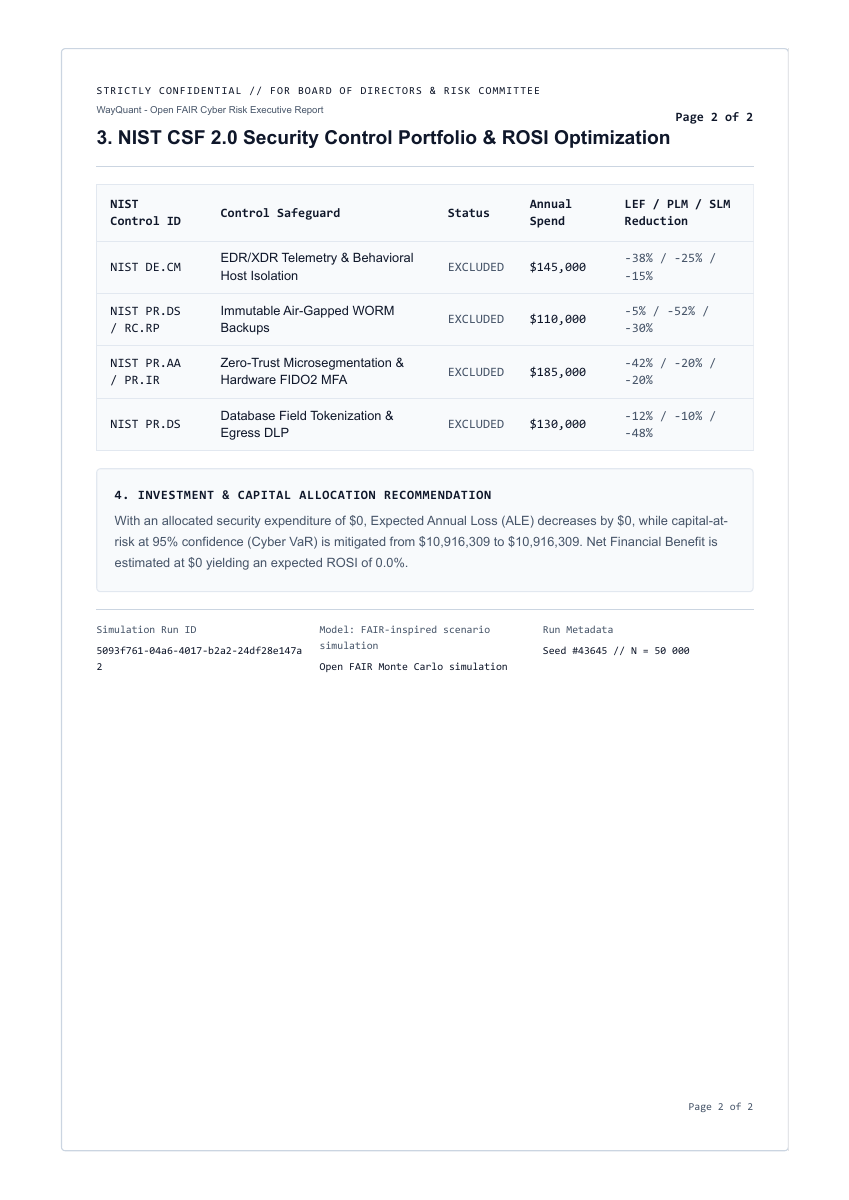 STRICTLY CONFIDENTIAL // FOR BOARD OF DIRECTORS & RISK COMMITTEE
WayQuant - Open FAIR Cyber Risk Executive Report
Page 2 of 2
3. NIST CSF 2.0 Security Control Portfolio & ROSI Optimization
NIST
Control ID
Control Safeguard
Status
Annual
Spend
LEF / PLM / SLM
Reduction
NIST DE.CM
EDR/XDR Telemetry & Behavioral
Host Isolation
EXCLUDED
$145,000
-38% / -25% /
-15%
NIST PR.DS
/ RC.RP
Immutable Air-Gapped WORM
Backups
EXCLUDED
$110,000
-5% / -52% /
-30%
NIST PR.AA
/ PR.IR
Zero-Trust Microsegmentation &
Hardware FIDO2 MFA
EXCLUDED
$185,000
-42% / -20% /
-20%
NIST PR.DS
Database Field Tokenization &
Egress DLP
EXCLUDED
$130,000
-12% / -10% /
-48%
4. INVESTMENT & CAPITAL ALLOCATION RECOMMENDATION
With an allocated security expenditure of $0, Expected Annual Loss (ALE) decreases by $0, while capital-at-
risk at 95% confidence (Cyber VaR) is mitigated from $10,916,309 to $10,916,309. Net Financial Benefit is
estimated at $0 yielding an expected ROSI of 0.0%.
Simulation Run ID
5093f761-04a6-4017-b2a2-24df28e147a
2
Model: FAIR-inspired scenario
simulation
Open FAIR Monte Carlo simulation
Run Metadata
Seed #43645 // N = 50 000
Page 2 of 2